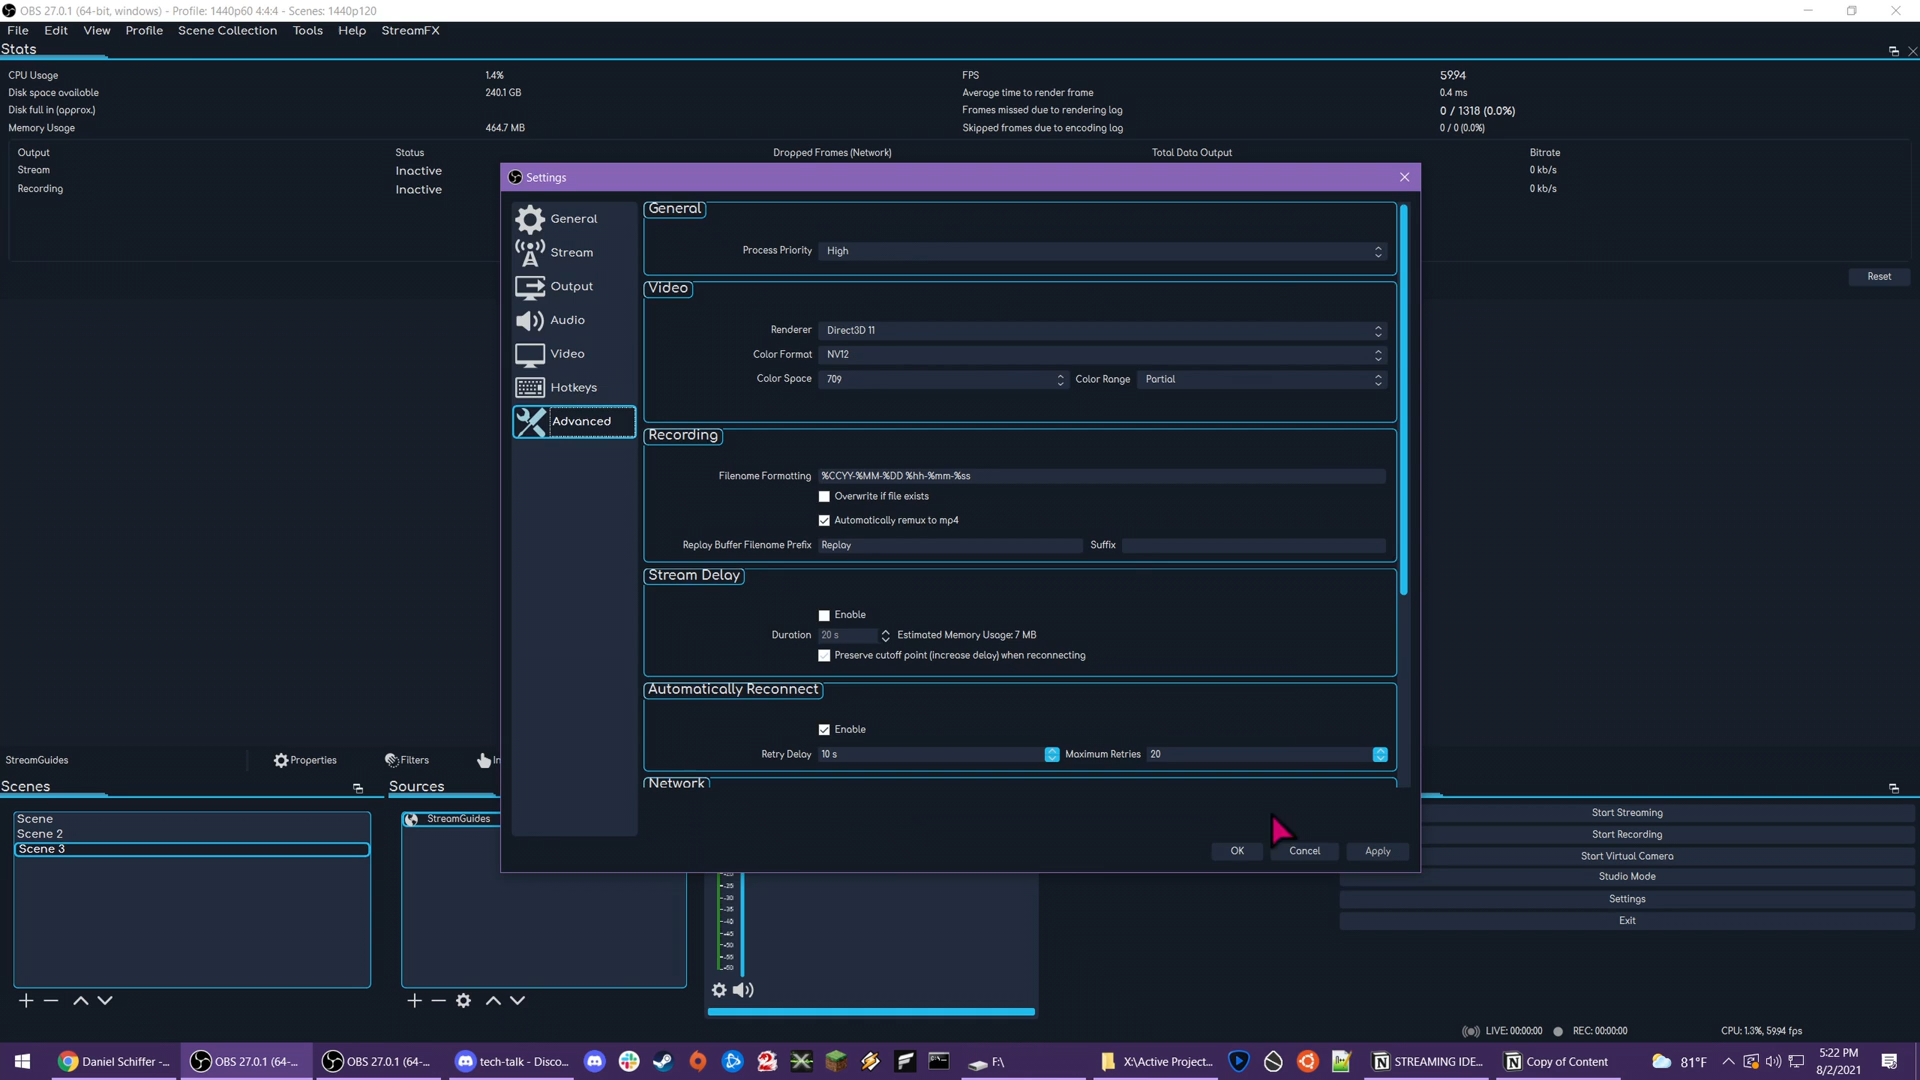 OBS 27.0.1 (64-bit, windows) - Profile: 1440p60 4:4:4 - Scenes: 1440p120
File Edit View Profile Scene Collection Tools Help StreamFX
Stats
CPU Usage 1.4% FPS 59.94
Disk space available 240.1 GB Average time to render frame 0.4 ms
Disk full in (approx.) Frames missed due to rendering lag 0 / 1318 (0.0%)
Memory Usage 464.7 MB Skipped frames due to encoding lag 0 / 0 (0.0%)
Output Status Dropped Frames (Network) Total Data Output Bitrate
Stream Inactive 0 kb/s
Recording Inactive 0 kb/s
Reset
Settings
General
Stream
Output
Audio
Video
Hotkeys
Advanced
General
Process Priority High
Video
Renderer Direct3D 11
Color Format NV12
Color Space 709 Color Range Partial
Recording
Filename Formatting %CCYY-%MM-%DD %hh-%mm-%ss
Overwrite if file exists
Automatically remux to mp4
Replay Buffer Filename Prefix Replay Suffix
Stream Delay
Enable
Duration 20 s Estimated Memory Usage: 7 MB
Preserve cutoff point (increase delay) when reconnecting
Automatically Reconnect
Enable
Retry Delay 10 s Maximum Retries 20
Network
OK Cancel Apply
StreamGuides Properties Filters In
Scenes Sources
Scene
Scene 2
Scene 3
StreamGuides
-30
-35
-40
-45
-50
-55
-60
Start Streaming
Start Recording
Start Virtual Camera
Studio Mode
Settings
Exit
LIVE: 00:00:00 REC: 00:00:00 CPU: 1.3%, 59.94 fps
Daniel Schiffer -... OBS 27.0.1 (64-... OBS 27.0.1 (64-... tech-talk - Disco... F:\ X:\Active Project... STREAMING IDE... Copy of Content 81°F 5:22 PM
8/2/2021